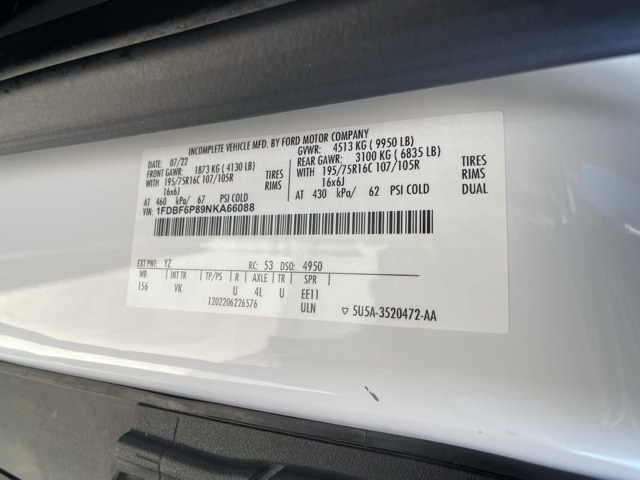 INCOMPLETE VEHICLE MFD. BY FORD MOTOR COMPANY
DATE 07/22 GVWR: 4513 KG ( 9950 LB)
FRONT GAWR: 1873 KG ( 4130 LB) TIRES REAR GAWR: 3100 KG ( 6835 LB) TIRES
WITH 195/75R16C 107/105R RIMS WITH 195/75R16C 107/105R RIMS
16x6J 16x6J DUAL
AT 460 kPa/ 67 PSI COLD AT 430 kPa/ 62 PSI COLD
VIN: 1FDBF6P89NKA66088
EXT PNT: YZ RC: 53 DSO: 4950
WB INT TR TP/PS R AXLE TR
156 VK U 4L U EE11
1202206226576 ULN
▽ 5U5A-3520472-AA